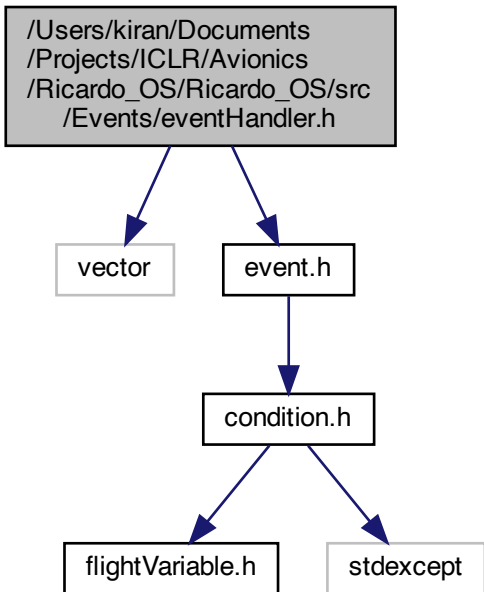 /Users/kiran/Documents
/Projects/ICLR/Avionics
/Ricardo_OS/Ricardo_OS/src
/Events/eventHandler.h
vector
event.h
condition.h
flightVariable.h
stdexcept